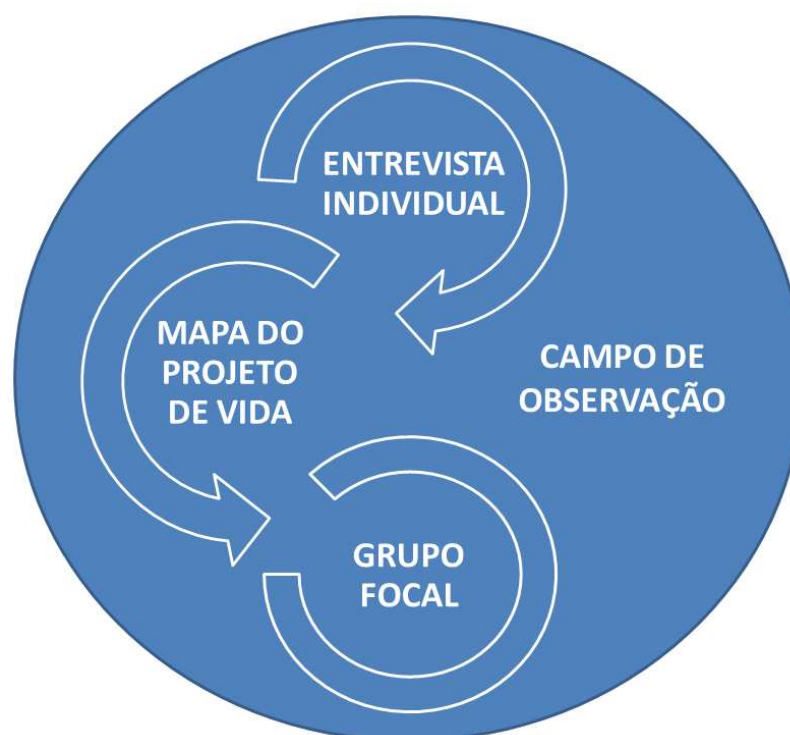 ENTREVISTA
INDIVIDUAL
MAPA DO
PROJETO
DE VIDA
CAMPO DE
OBSERVAÇÃO
GRUPO
FOCAL